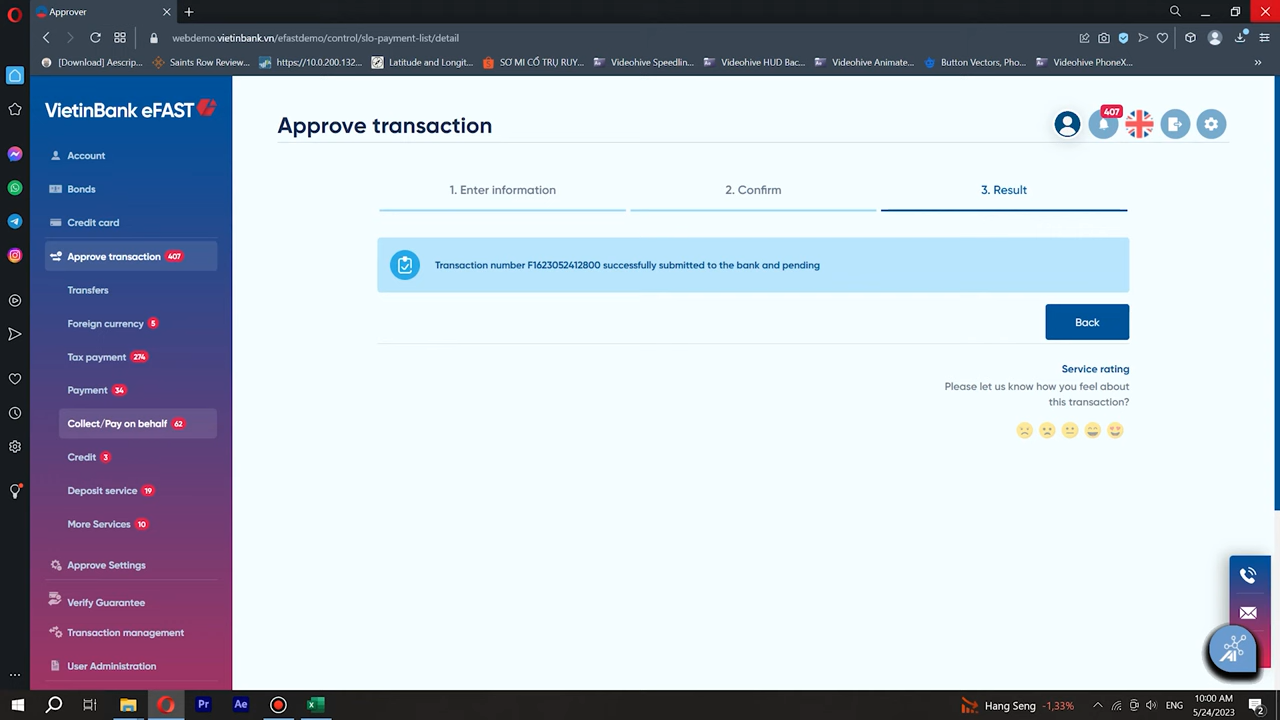 Approver
webdemo.vietinbank.vn/efastdemo/control/slo-payment-list/detail
[Download] Aescrip...
Saints Row Review...
https://10.0.200.132...
Latitude and Longit...
SƠ MI CỔ TRỤ RUY...
Videohive Speedlin...
Videohive HUD Bac...
Videohive Animate...
Button Vectors, Pho...
Videohive PhoneX...
VietinBank eFAST
Account
Bonds
Credit card
Approve transaction 407
Transfers
Foreign currency 5
Tax payment 274
Payment 34
Collect/Pay on behalf 62
Credit 3
Deposit service 19
More Services 10
Approve Settings
Verify Guarantee
Transaction management
User Administration
Approve transaction
407
1. Enter information
2. Confirm
3. Result
Transaction number F1623052412800 successfully submitted to the bank and pending
Back
Service rating
Please let us know how you feel about
this transaction?
AI
Pr
Ae
Hang Seng -1,33%
ENG
10:00 AM
5/24/2023
2